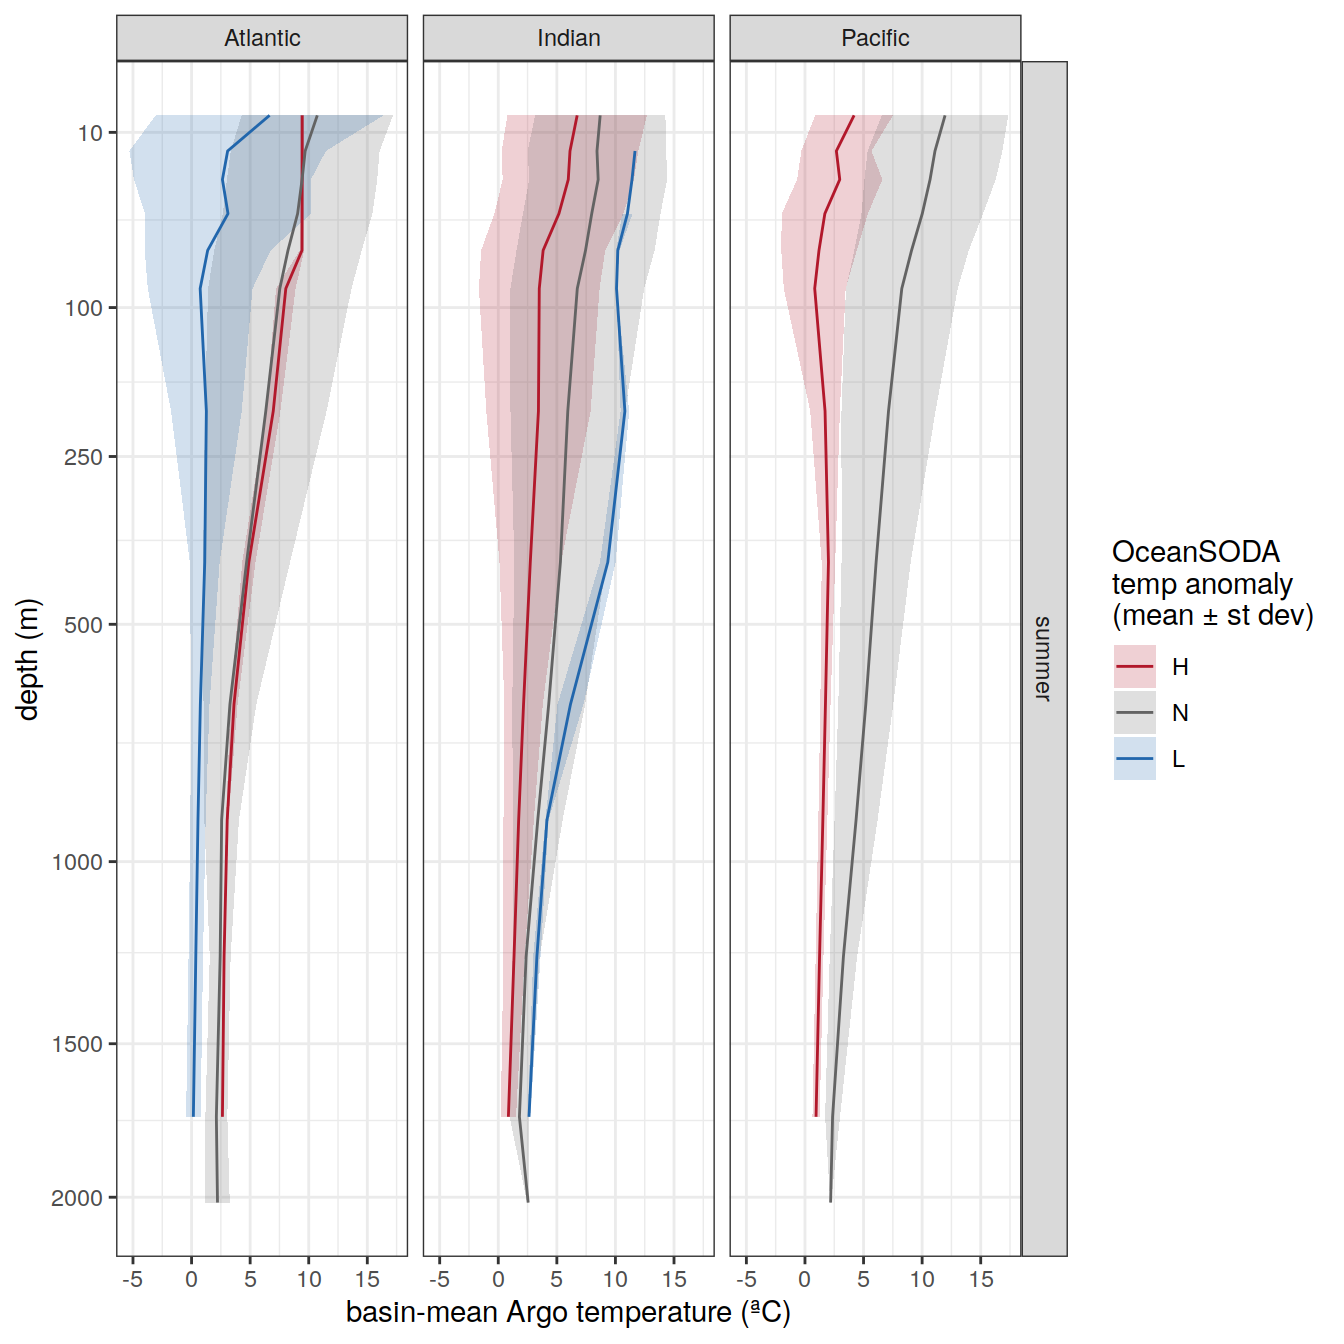 Atlantic
Indian
Pacific
summer
10
100
250
500
1000
1500
2000
depth (m)
-5 0 5 10 15
-5 0 5 10 15
-5 0 5 10 15
basin-mean Argo temperature (ªC)
OceanSODA
temp anomaly
(mean ± st dev)
H
N
L